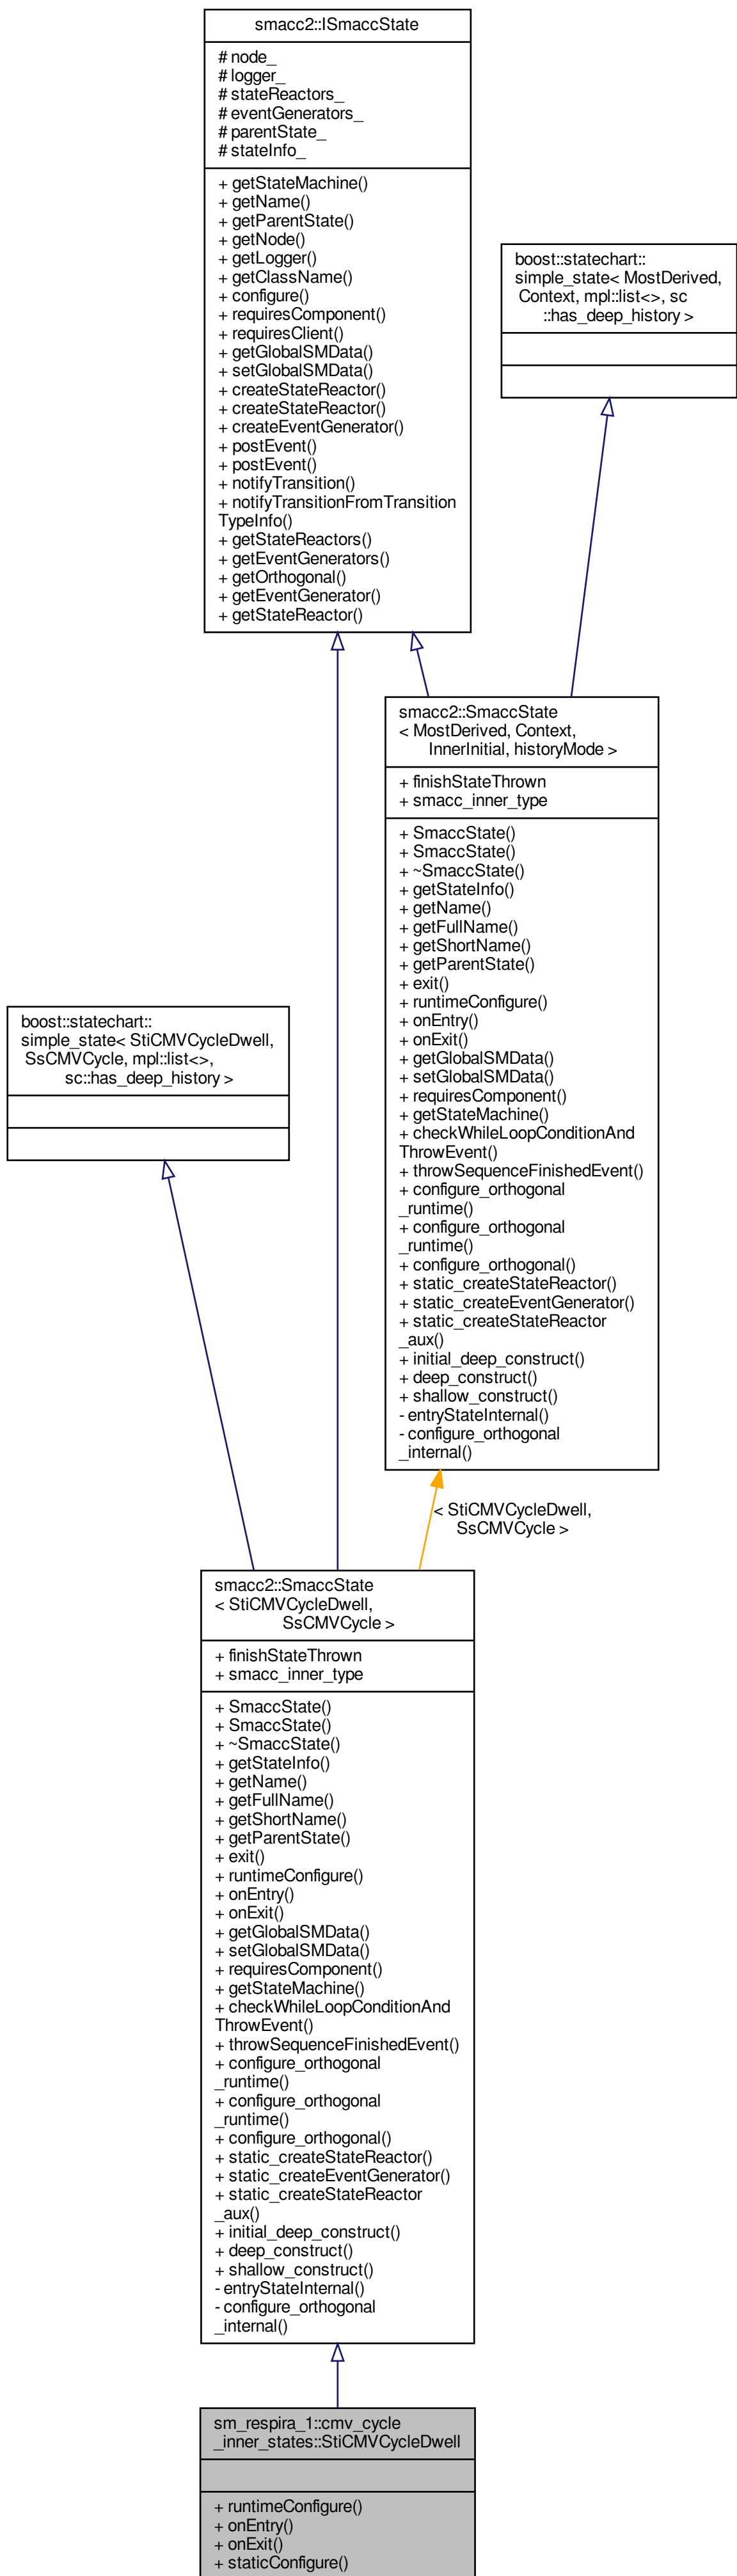 smacc2::ISmaccState
# node_
# logger_
# stateReactors_
# eventGenerators_
# parentState_
# stateInfo_
+ getStateMachine()
+ getName()
+ getParentState()
+ getNode()
+ getLogger()
+ getClassName()
+ configure()
+ requiresComponent()
+ requiresClient()
+ getGlobalSMData()
+ setGlobalSMData()
+ createStateReactor()
+ createStateReactor()
+ createEventGenerator()
+ postEvent()
+ postEvent()
+ notifyTransition()
+ notifyTransitionFromTransition
TypeInfo()
+ getStateReactors()
+ getEventGenerators()
+ getOrthogonal()
+ getEventGenerator()
+ getStateReactor()
boost::statechart::
simple_state< MostDerived,
Context, mpl::list<>, sc
::has_deep_history >
smacc2::SmaccState
< MostDerived, Context,
InnerInitial, historyMode >
+ finishStateThrown
+ smacc_inner_type
+ SmaccState()
+ SmaccState()
+ ~SmaccState()
+ getStateInfo()
+ getName()
+ getFullName()
+ getShortName()
+ getParentState()
+ exit()
+ runtimeConfigure()
+ onEntry()
+ onExit()
+ getGlobalSMData()
+ setGlobalSMData()
+ requiresComponent()
+ getStateMachine()
+ checkWhileLoopConditionAnd
ThrowEvent()
+ throwSequenceFinishedEvent()
+ configure_orthogonal
_runtime()
+ configure_orthogonal
_runtime()
+ configure_orthogonal()
+ static_createStateReactor()
+ static_createEventGenerator()
+ static_createStateReactor
_aux()
+ initial_deep_construct()
+ deep_construct()
+ shallow_construct()
- entryStateInternal()
- configure_orthogonal
_internal()
boost::statechart::
simple_state< StiCMVCycleDwell,
SsCMVCycle, mpl::list<>,
sc::has_deep_history >
< StiCMVCycleDwell,
SsCMVCycle >
smacc2::SmaccState
< StiCMVCycleDwell,
SsCMVCycle >
+ finishStateThrown
+ smacc_inner_type
+ SmaccState()
+ SmaccState()
+ ~SmaccState()
+ getStateInfo()
+ getName()
+ getFullName()
+ getShortName()
+ getParentState()
+ exit()
+ runtimeConfigure()
+ onEntry()
+ onExit()
+ getGlobalSMData()
+ setGlobalSMData()
+ requiresComponent()
+ getStateMachine()
+ checkWhileLoopConditionAnd
ThrowEvent()
+ throwSequenceFinishedEvent()
+ configure_orthogonal
_runtime()
+ configure_orthogonal
_runtime()
+ configure_orthogonal()
+ static_createStateReactor()
+ static_createEventGenerator()
+ static_createStateReactor
_aux()
+ initial_deep_construct()
+ deep_construct()
+ shallow_construct()
- entryStateInternal()
- configure_orthogonal
_internal()
sm_respira_1::cmv_cycle
_inner_states::StiCMVCycleDwell
+ runtimeConfigure()
+ onEntry()
+ onExit()
+ staticConfigure()